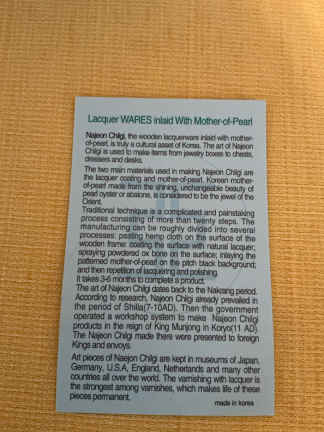 Lacquer WARES inlaid With Mother-of-Pearl
Najeon Chilgi, the wooden lacquerware inlaid with mother-
of-pearl, is truly a cultural asset of Korea. The art of Najeon
Chilgi is used to make items from jewelry boxes to chests,
dressers and desks.
The two main materials used in making Najeon Chilgi are
the lacquer coating and mother-of-pearl. Korean mother-
of-pearl made from the shining, unchangeable beauty of
pearl oyster or abalone, is considered to be the jewel of the
Orient.
Traditional technique is a complicated and painstaking
process consisting of more than twenty steps. The
manufacturing can be roughly divided into several
processes: pasting hemp cloth on the surface of the
wooden frame: coating the surface with natural lacquer;
spraying powdered bone on the surface; inlaying the
patterned mother-of-pearl on the pitch black background;
and then repetition of lacquering and polishing.
It takes 3-6 months to complete a product.
The art of Najeon Chilgi dates back to the Nakrang period.
According to research, Najeon Chilgi already prevailed in
the period of Shilla(7-10AD). Then the government
operated a workshop system to make Najeon Chilgi
products in the reign of King Munjong in Koryo(11 AD).
The Najeon Chilgi made there were presented to foreign
Kings and envoys.
Art pieces of Naejon Chilgi are kept in museums of Japan,
Germany, U.S.A, England, Netherlands and many other
countries all over the world. The varnishing with lacquer is
the strongest among varnishes, which makes life of these
pieces permanent.
made in korea